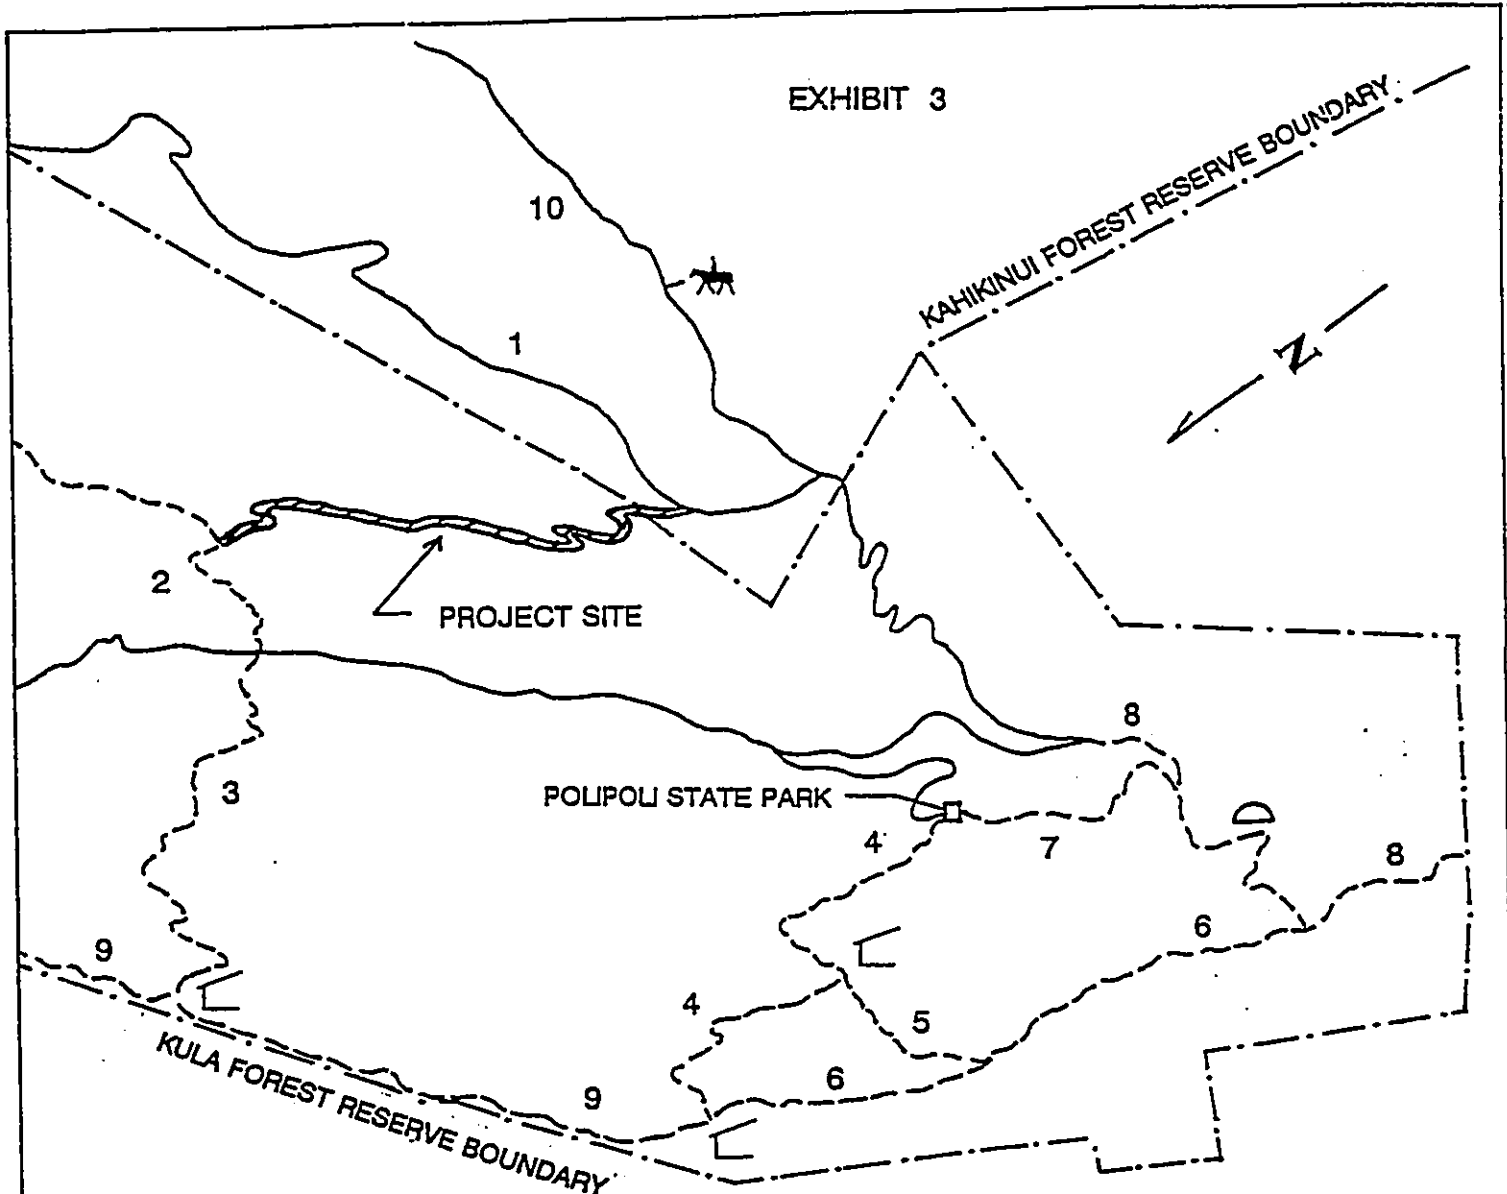 EXHIBIT 3
KAHIKINUI FOREST RESERVE BOUNDARY
10
N
1
2
PROJECT SITE
8
3
POLIPOLI STATE PARK
4
7
8
6
9
4
5
6
9
KULA FOREST RESERVE BOUNDARY